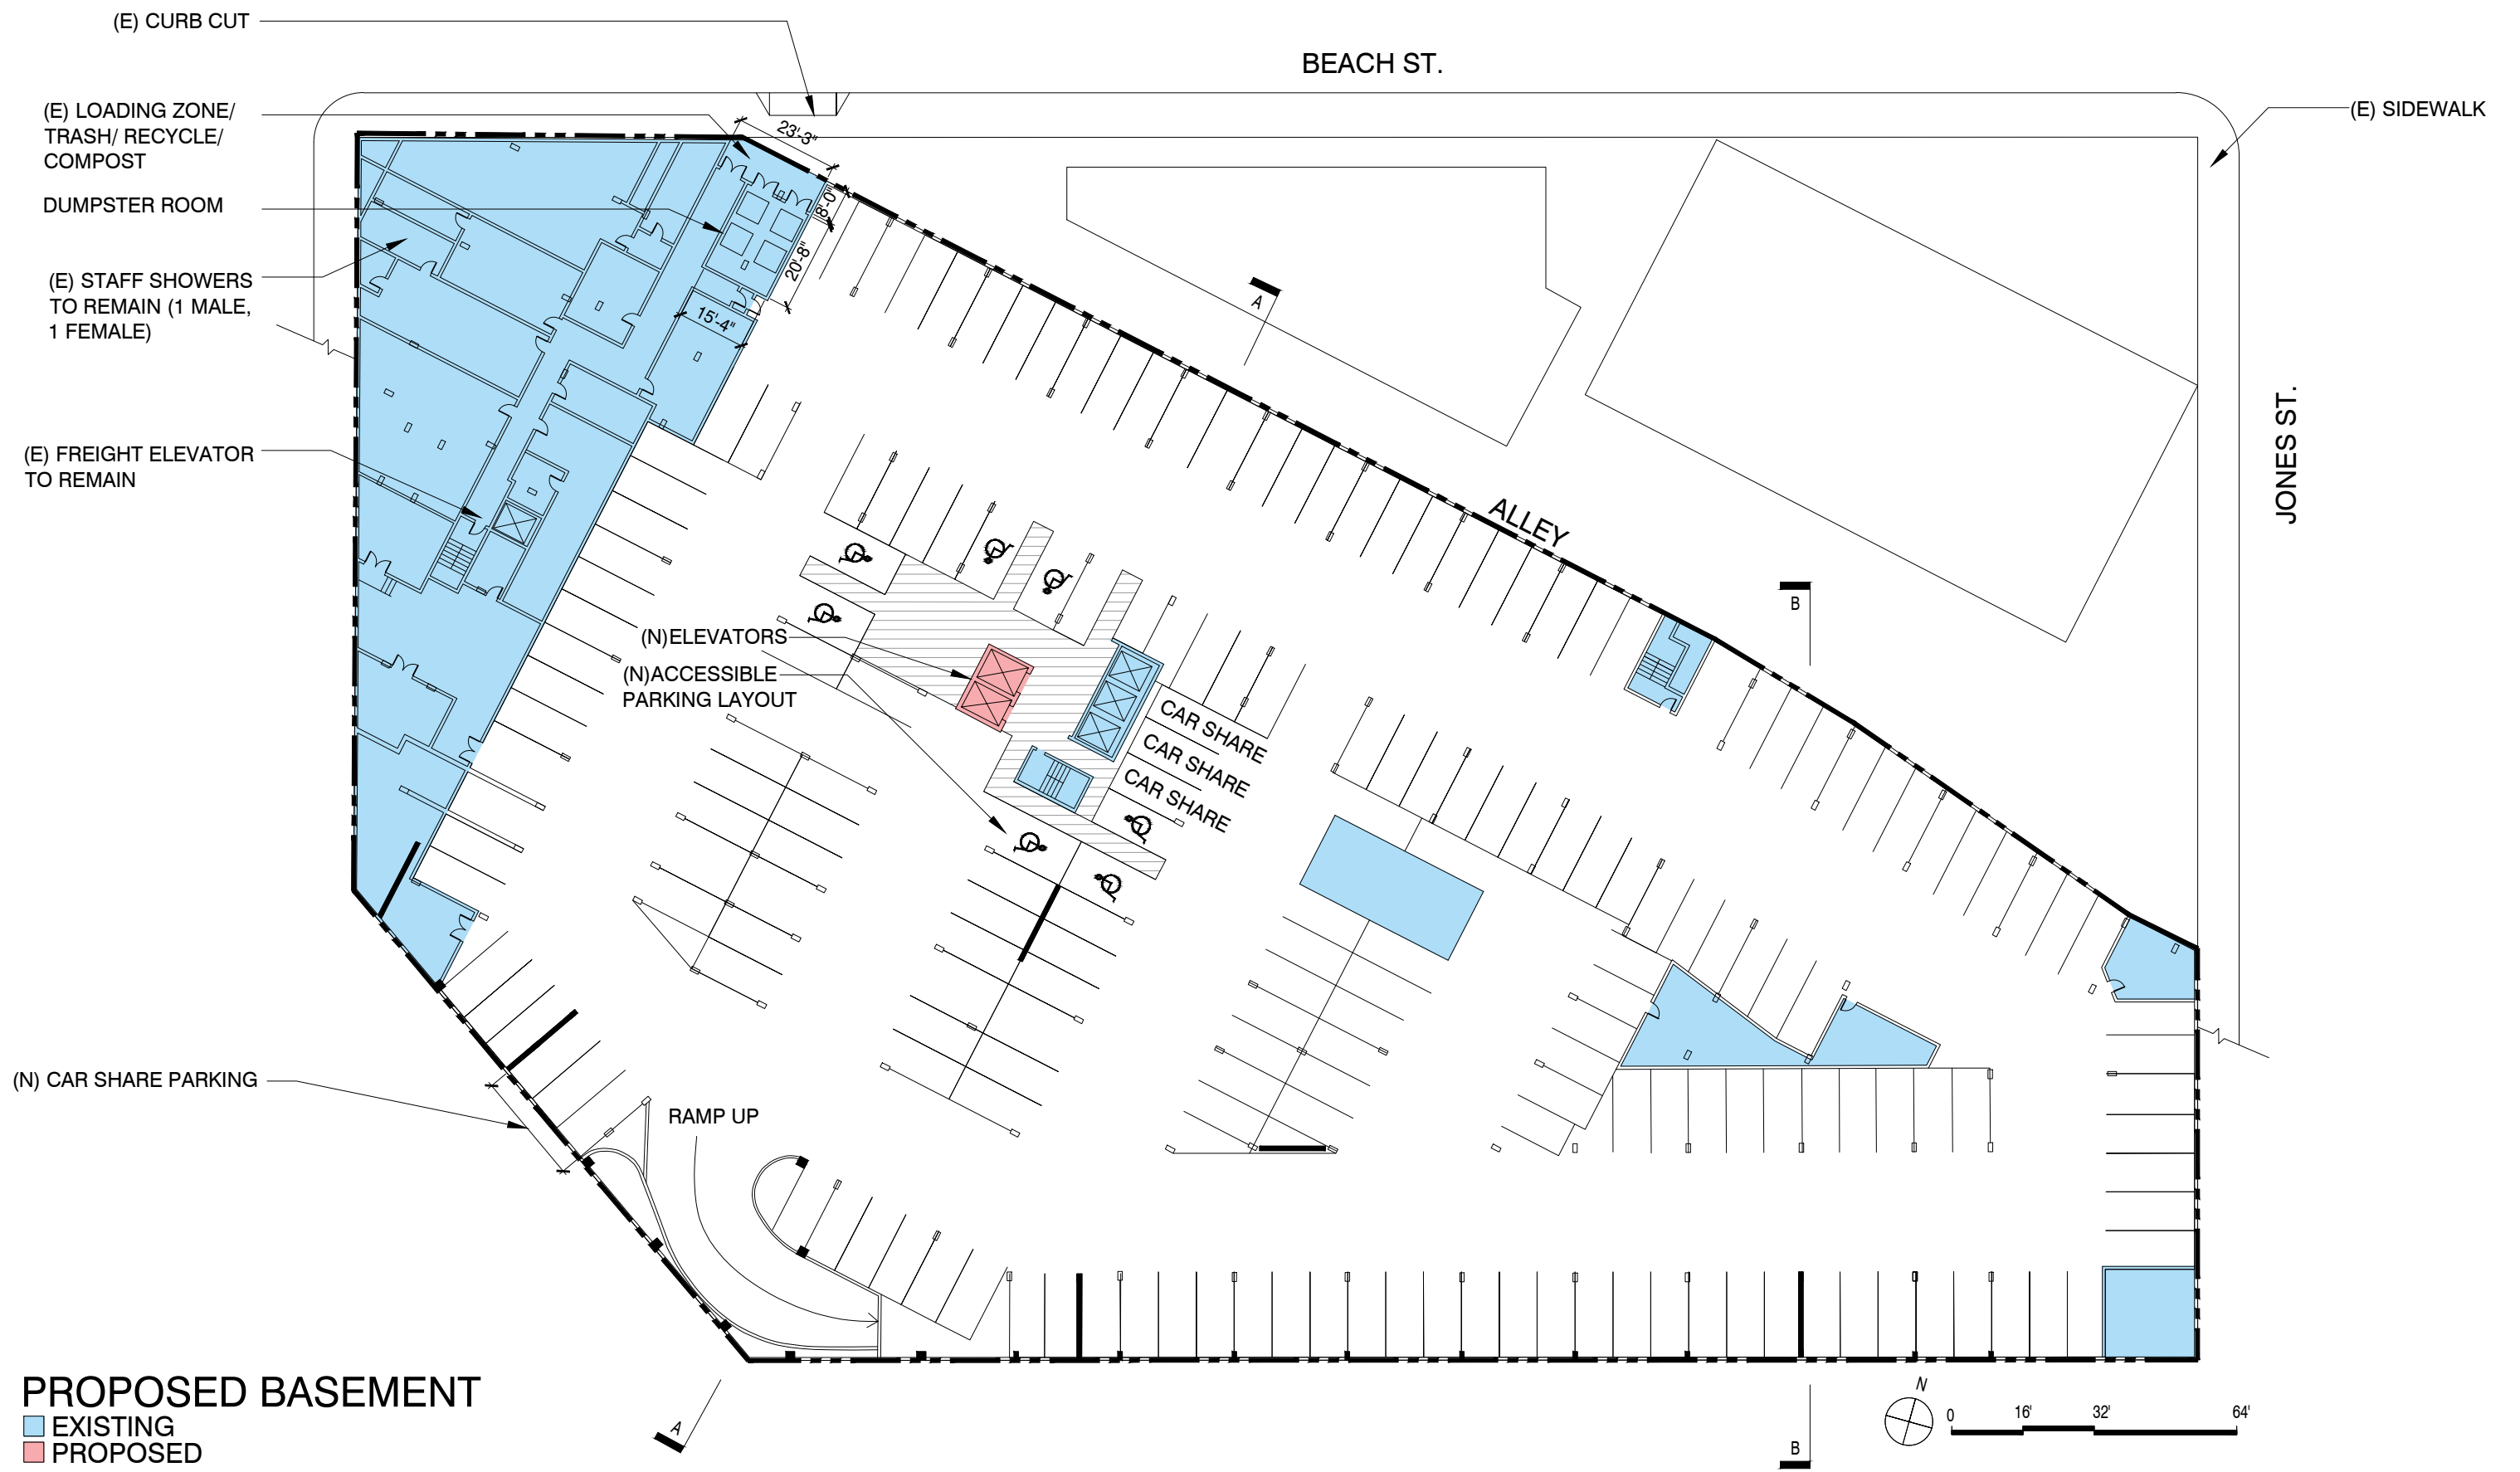 (E) CURB CUT
BEACH ST.
(E) LOADING ZONE/
TRASH/ RECYCLE/
COMPOST
(E) SIDEWALK
23'-3"
DUMPSTER ROOM
8'-0"
20'-8"
(E) STAFF SHOWERS
TO REMAIN (1 MALE,
1 FEMALE)
15'-4"
A
JONES ST.
(E) FREIGHT ELEVATOR
TO REMAIN
ALLEY
B
(N)ELEVATORS
(N)ACCESSIBLE
PARKING LAYOUT
CAR SHARE
CAR SHARE
CAR SHARE
(N) CAR SHARE PARKING
RAMP UP
PROPOSED BASEMENT
EXISTING
PROPOSED
A
B
N
0 16' 32' 64'